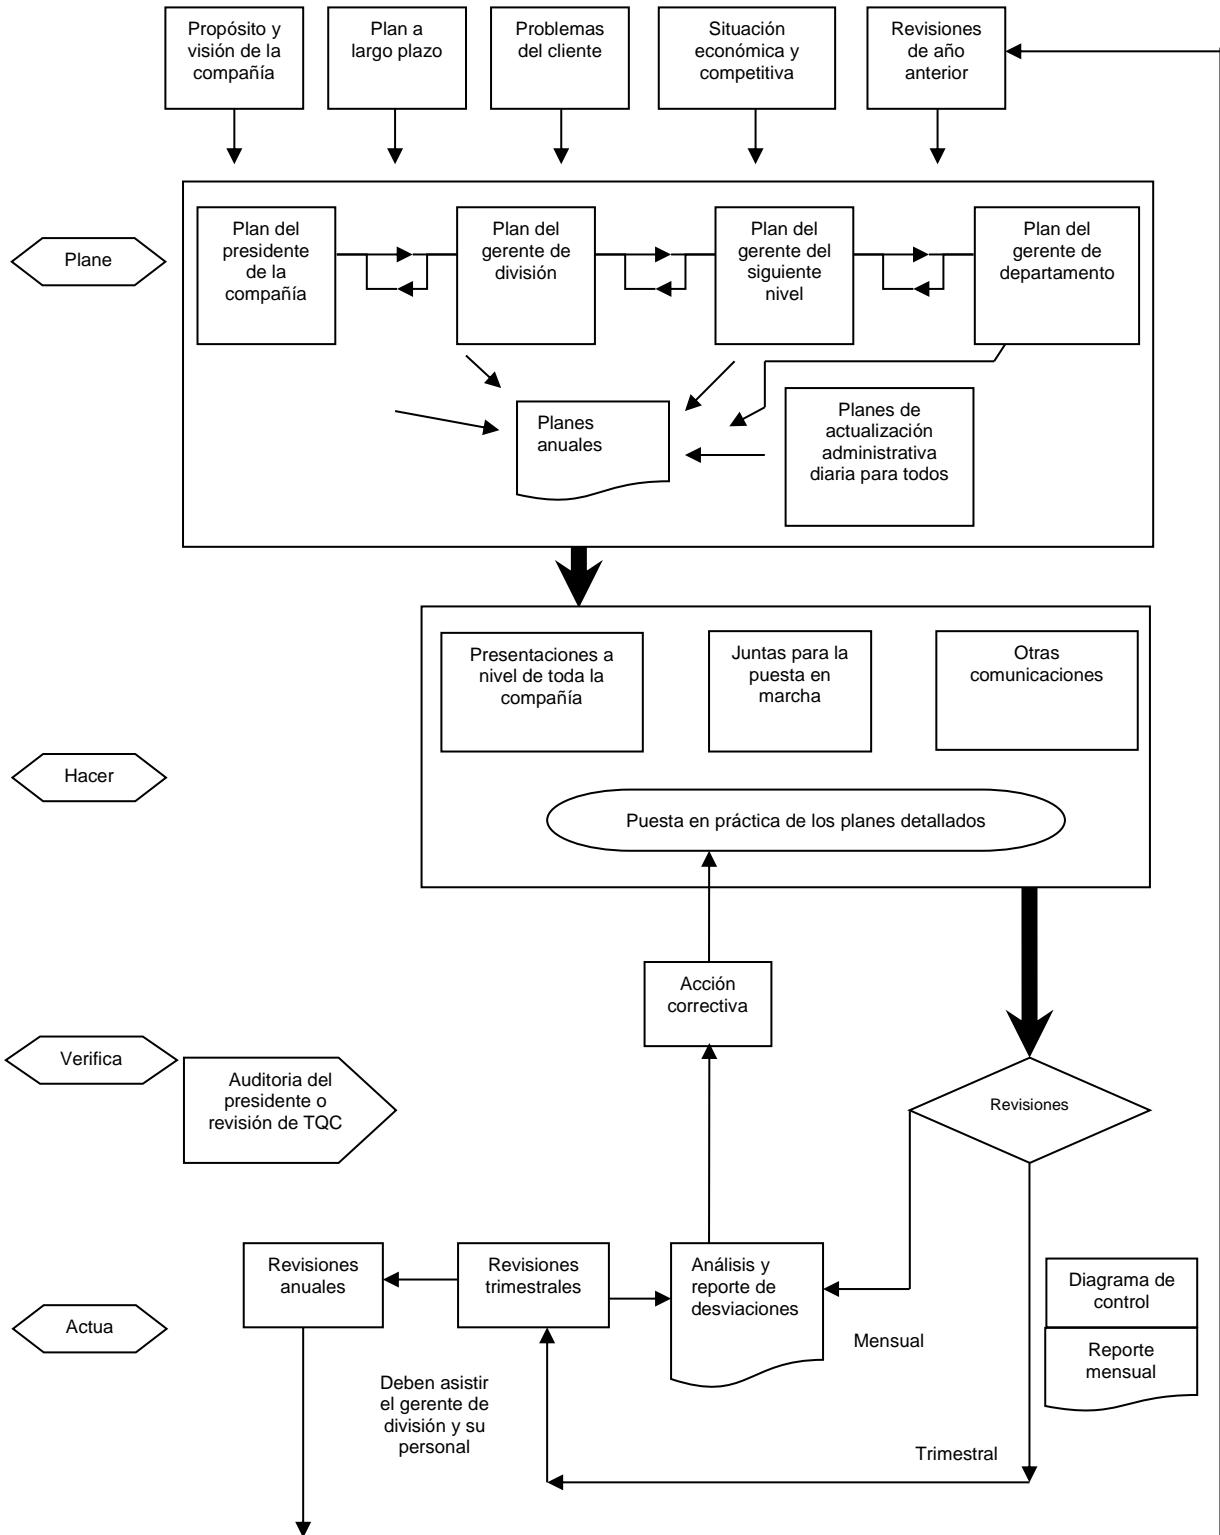 Propósito y
visión de la
compañía
Plan a
largo plazo
Problemas
del cliente
Situación
económica y
competitiva
Revisiones
de año
anterior
Plane
Plan del
presidente
de la
compañía
Plan del
gerente de
división
Plan del
gerente del
siguiente
nivel
Plan del
gerente de
departamento
Planes
anuales
Planes de
actualización
administrativa
diaria para todos
Presentaciones a
nivel de toda la
compañía
Juntas para la
puesta en
marcha
Otras
comunicaciones
Hacer
Puesta en práctica de los planes detallados
Acción
correctiva
Verifica
Auditoria del
presidente o
revisión de TQC
Revisiones
Revisiones
anuales
Revisiones
trimestrales
Análisis y
reporte de
desviaciones
Diagrama de
control
Actua
Mensual
Reporte
mensual
Deben asistir
el gerente de
división y su
personal
Trimestral